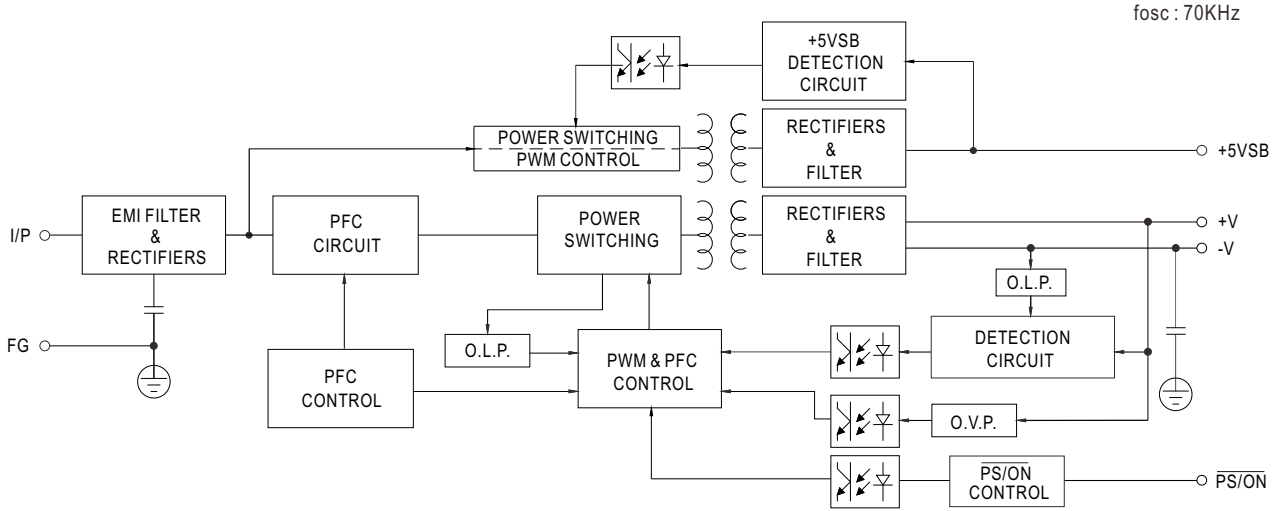 fosc : 70KHz
+5VSB
DETECTION
CIRCUIT
POWER SWITCHING
PWM CONTROL
RECTIFIERS
&
FILTER
+5VSB
I/P
EMI FILTER
&
RECTIFIERS
PFC
CIRCUIT
POWER
SWITCHING
RECTIFIERS
&
FILTER
+V
-V
O.L.P.
FG
O.L.P.
DETECTION
CIRCUIT
PFC
CONTROL
PWM & PFC
CONTROL
O.V.P.
PS/ON
CONTROL
PS/ON